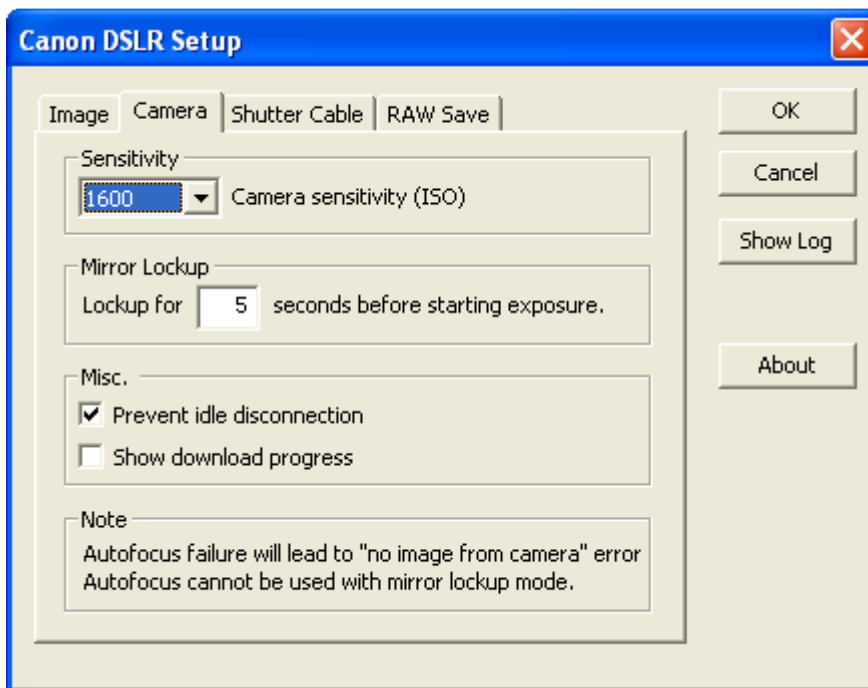 Canon DSLR Setup
Image Camera Shutter Cable RAW Save
Sensitivity
1600 Camera sensitivity (ISO)
Mirror Lockup
Lockup for 5 seconds before starting exposure.
Misc.
Prevent idle disconnection
Show download progress
Note
Autofocus failure will lead to "no image from camera" error
Autofocus cannot be used with mirror lockup mode.
OK
Cancel
Show Log
About